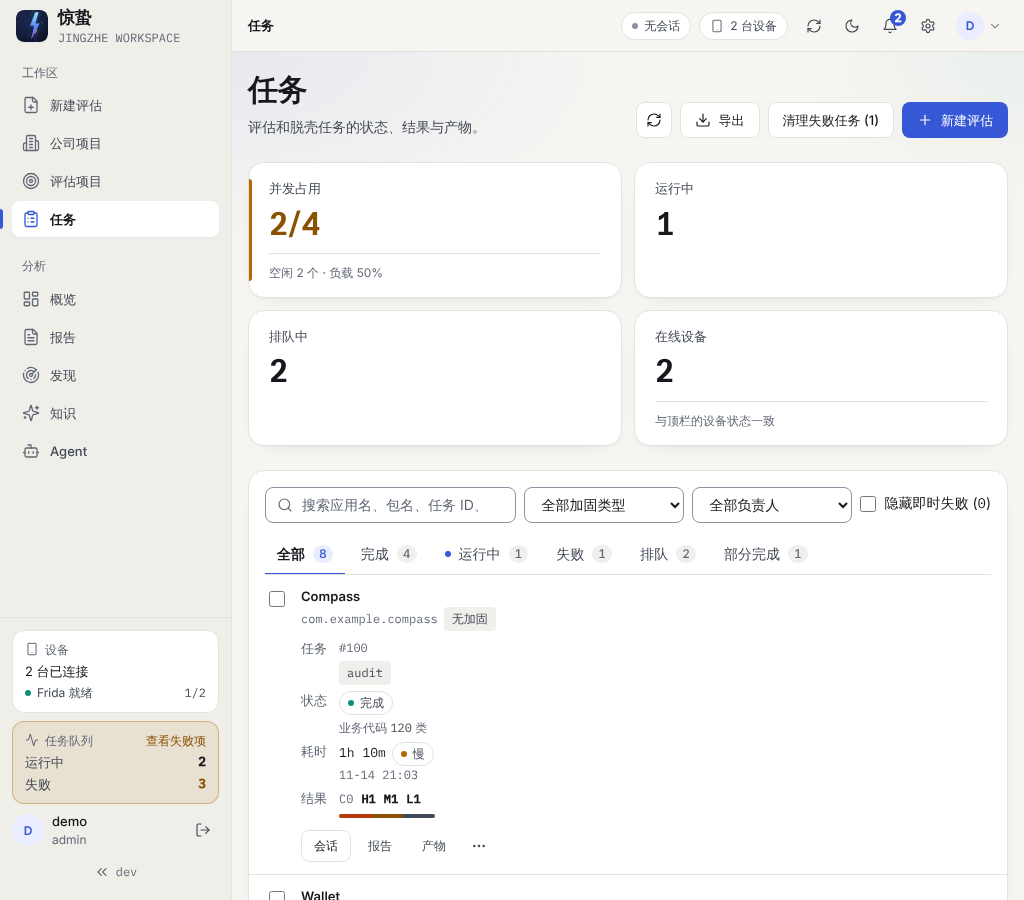 惊蛰
JINGZHE WORKSPACE
工作区
新建评估
公司项目
评估项目
任务
分析
概览
报告
发现
知识
Agent
设备
2 台已连接
Frida 就绪 1/2
任务队列 查看失败项
运行中 2
失败 3
D demo
admin
dev
任务
无会话
2 台设备
2
D
任务
评估和脱壳任务的状态、结果与产物。
导出
清理失败任务 (1)
新建评估
并发占用
2/4
空闲 2 个 · 负载 50%
运行中
1
排队中
2
在线设备
2
与顶栏的设备状态一致
搜索应用名、包名、任务 ID、
全部加固类型
全部负责人
隐藏即时失败 (0)
全部 8
完成 4
运行中 1
失败 1
排队 2
部分完成 1
Compass
com.example.compass 无加固
任务 #100
audit
状态 完成
业务代码 120 类
耗时 1h 10m 慢
11-14 21:03
结果 C0 H1 M1 L1
会话 报告 产物 ···
Wallet